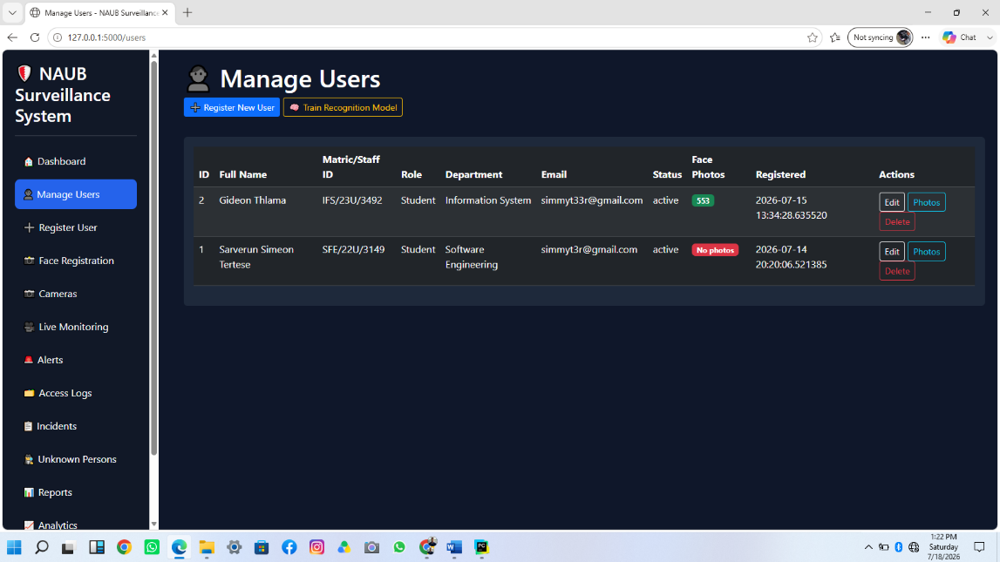 Manage Users - NAUB Surveillance
127.0.0.1:5000/users
Not syncing
Chat
NAUB
Surveillance
System
Dashboard
Manage Users
Register User
Face Registration
Cameras
Live Monitoring
Alerts
Access Logs
Incidents
Unknown Persons
Reports
Analytics
Manage Users
Register New User
Train Recognition Model
ID Full Name Matric/Staff ID Role Department Email Status Face Photos Registered Actions
2 Gideon Thlama IFS/23U/3492 Student Information System simmyt33r@gmail.com active 553 2026-07-15 Edit Photos
13:34:28.635520 Delete
1 Sarverun Simeon SFE/22U/3149 Student Software simmyt3r@gmail.com active No photos 2026-07-14 Edit Photos
Tertese Engineering 20:20:06.521385 Delete
1:22 PM
Saturday
7/18/2026